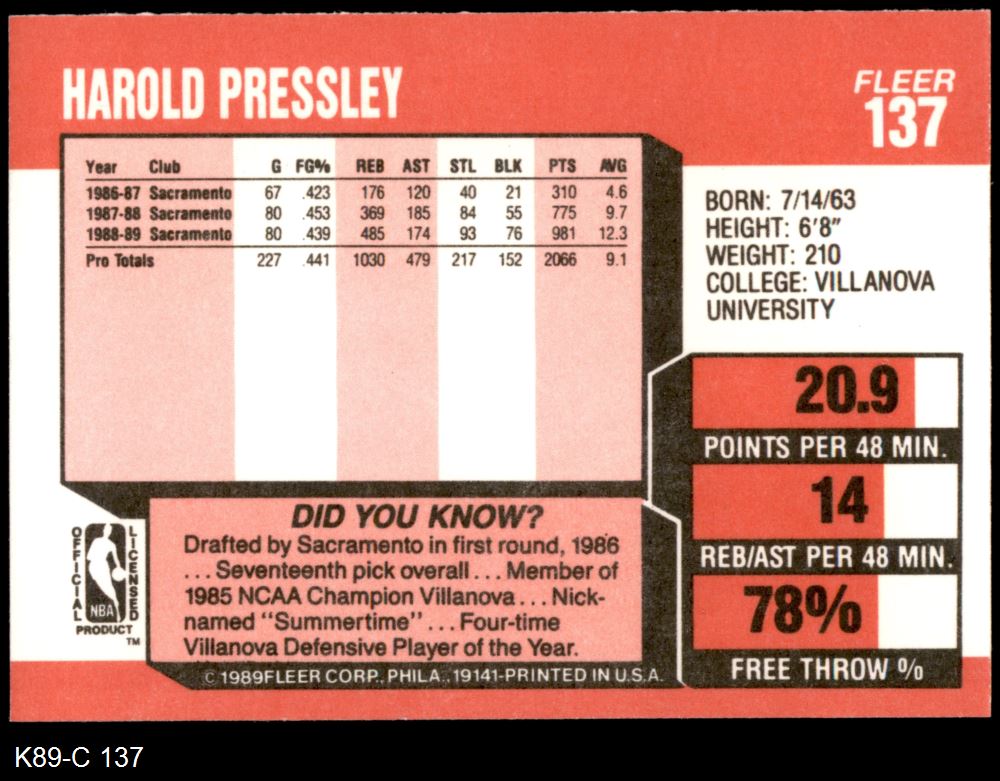 HAROLD PRESSLEY
FLEER
137
Year Club G FG% REB AST STL BLK PTS AVG
1986-87 Sacramento 67 .423 176 120 40 21 310 4.6
1987-88 Sacramento 80 .453 369 185 84 55 775 9.7
1988-89 Sacramento 80 .439 485 174 93 76 981 12.3
Pro Totals 227 .441 1030 479 217 152 2066 9.1
BORN: 7/14/63
HEIGHT: 6'8"
WEIGHT: 210
COLLEGE: VILLANOVA
UNIVERSITY
20.9
POINTS PER 48 MIN.
14
REB/AST PER 48 MIN.
78%
FREE THROW %
DID YOU KNOW?
Drafted by Sacramento in first round, 1986
...Seventeenth pick overall...Member of
1985 NCAA Champion Villanova...Nick-
named "Summertime"...Four-time
Villanova Defensive Player of the Year.
OFFICIAL
LICENSED
NBA
PRODUCT
TM
© 1989 FLEER CORP., PHILA., 19141-PRINTED IN U.S.A.
K89-C 137